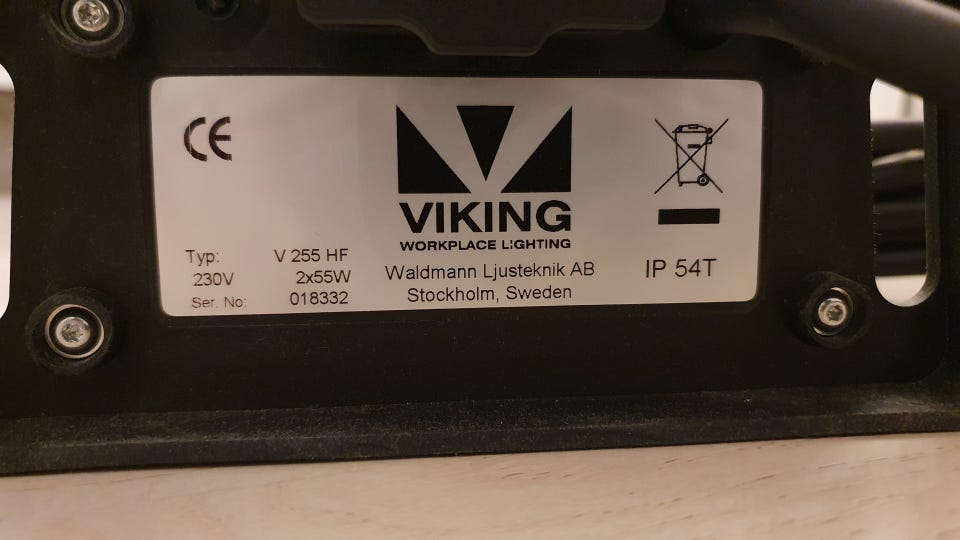 CE
VIKING
WORKPLACE LIGHTING
Typ: V 255 HF
230V 2x55W
Ser. No: 018332
Waldmann Ljusteknik AB
Stockholm, Sweden
IP 54T